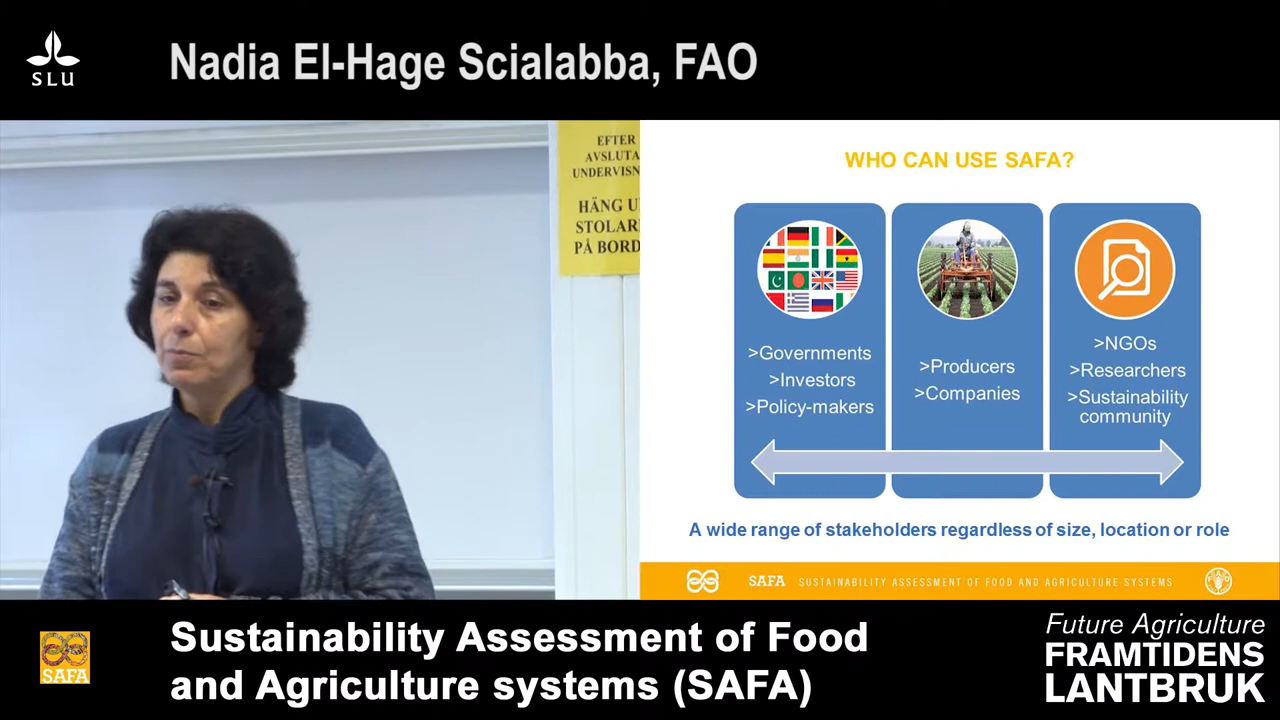 SLU
Nadia El-Hage Scialabba, FAO
EFTER
AVSLUTA
UNDERVISN
HÄNG U
STOLAR
PÅ BORD
WHO CAN USE SAFA?
>Governments
>Investors
>Policy-makers
>Producers
>Companies
>NGOs
>Researchers
>Sustainability
community
A wide range of stakeholders regardless of size, location or role
SAFA SUSTAINABILITY ASSESSMENT OF FOOD AND AGRICULTURE SYSTEMS
SAFA
Sustainability Assessment of Food
and Agriculture systems (SAFA)
Future Agriculture
FRAMTIDENS
LANTBRUK